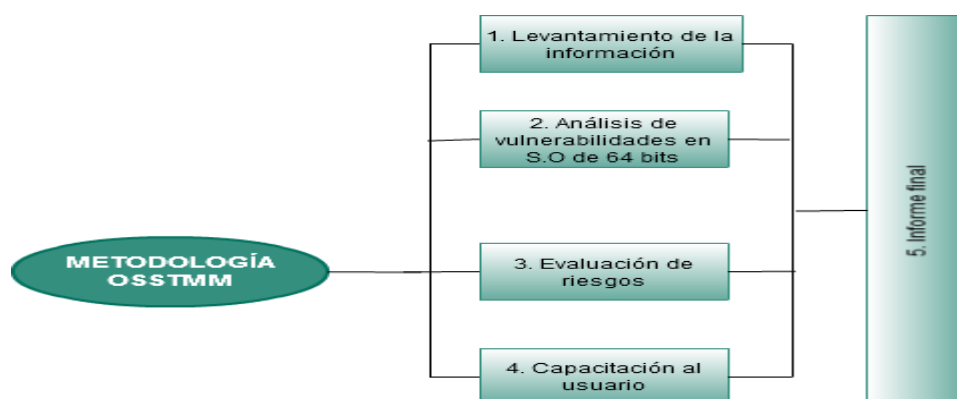 METODOLOGÍA
OSSTMM
1. Levantamiento de la
información
2. Análisis de
vulnerabilidades en
S.O de 64 bits
3. Evaluación de
riesgos
4. Capacitación al
usuario
5. Informe final